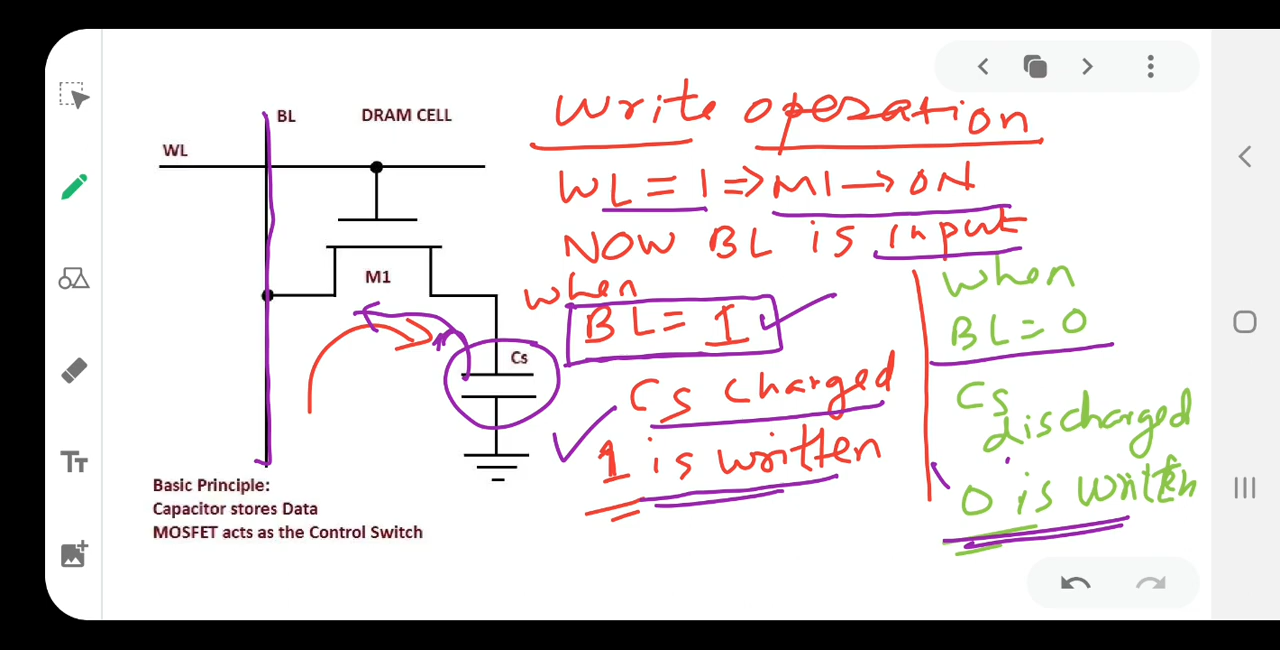 BL
DRAM CELL
WL
M1
Cs
Basic Principle:
Capacitor stores Data
MOSFET acts as the Control Switch
Write operation
WL = 1 => M1 → ON
NOW BL is input
when
BL = 1
Cs charged
1 is written
when
BL = 0
Cs
discharged
0 is written
Tт